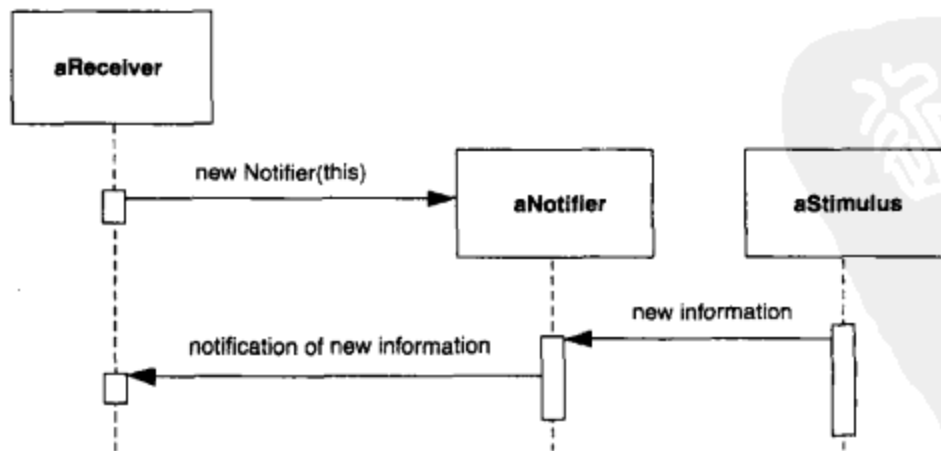 aReceiver
new Notifier(this)
aNotifier
aStimulus
new information
notification of new information